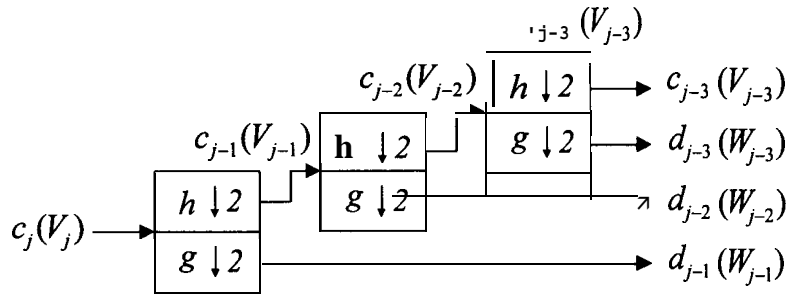 'j-3 (V_{j-3})
c_{j-2}(V_{j-2}) h ↓ 2 c_{j-3}(V_{j-3})
c_{j-1}(V_{j-1}) h ↓ 2 g ↓ 2 d_{j-3}(W_{j-3})
h ↓ 2 g ↓ 2 d_{j-2}(W_{j-2})
c_j(V_j)
g ↓ 2 d_{j-1}(W_{j-1})